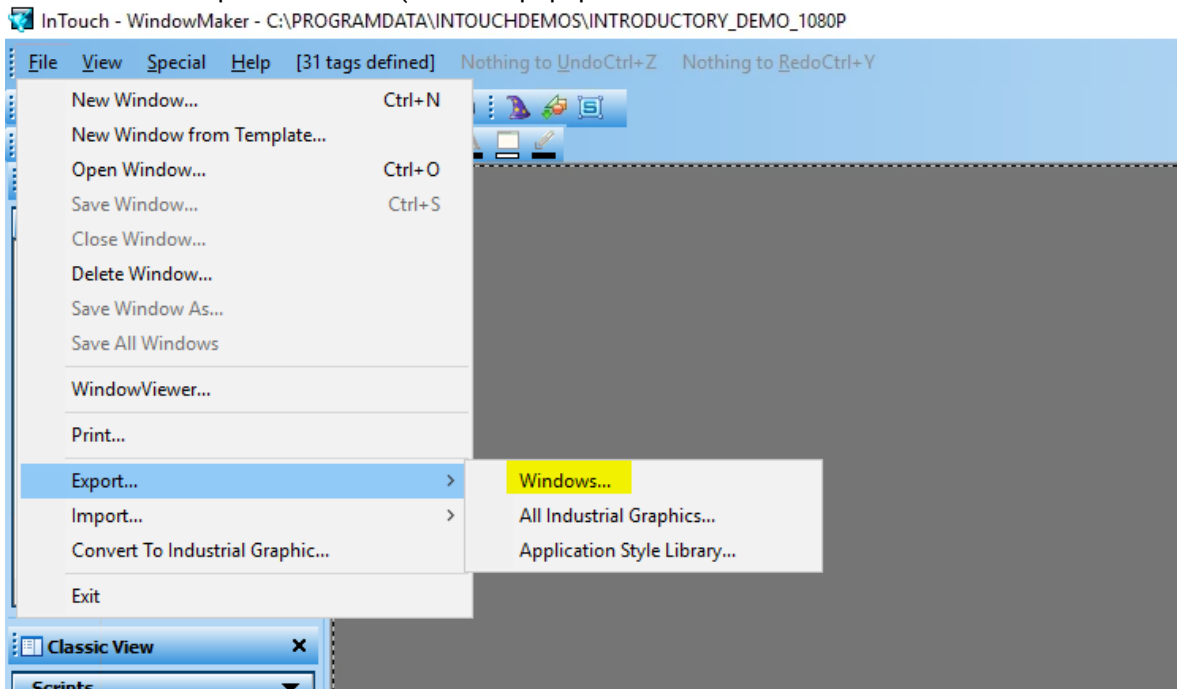 InTouch - WindowMaker - C:\PROGRAMDATA\INTOUCHDEMOS\INTRODUCTORY_DEMO_1080P
File View Special Help [31 tags defined] Nothing to UndoCtrl+Z Nothing to RedoCtrl+Y
New Window... Ctrl+N
New Window from Template...
Open Window... Ctrl+O
Save Window... Ctrl+S
Close Window...
Delete Window...
Save Window As...
Save All Windows
WindowViewer...
Print...
Export... > Windows...
Import... > All Industrial Graphics...
Convert To Industrial Graphic... Application Style Library...
Exit
Classic View
Scripts